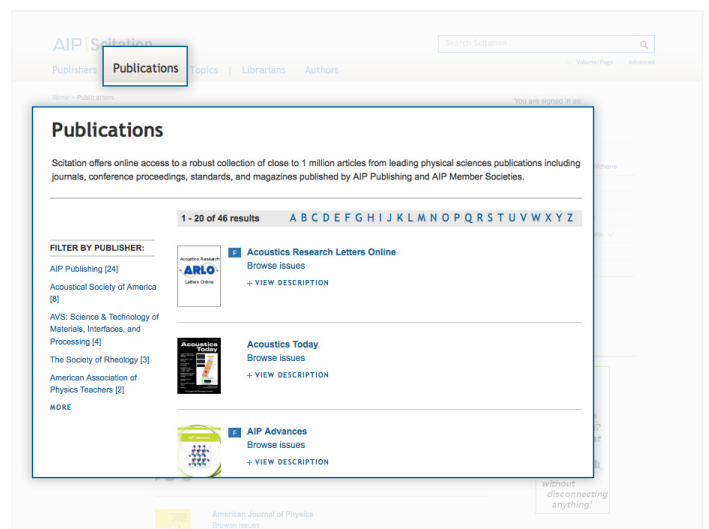 AIP Scitation
Search Scitation
Publishers Publications Topics | Librarians Authors
Volume/Page Advanced
Home > Publications
You are signed in as:
Publications
Scitation offers online access to a robust collection of close to 1 million articles from leading physical sciences publications including
journals, conference proceedings, standards, and magazines published by AIP Publishing and AIP Member Societies.
1 - 20 of 46 results A B C D E F G H I J K L M N O P Q R S T U V W X Y Z
FILTER BY PUBLISHER:
AIP Publishing [24]
Acoustical Society of America
[8]
AVS: Science & Technology of
Materials, Interfaces, and
Processing [4]
The Society of Rheology [3]
American Association of
Physics Teachers [2]
MORE
Acoustics Research
ARLO
Letters Online
F Acoustics Research Letters Online
Browse issues
+ VIEW DESCRIPTION
Acoustics
Today
Acoustics Today
Browse issues
+ VIEW DESCRIPTION
F AIP Advances
Browse issues
+ VIEW DESCRIPTION
without
disconnecting
anything!
American Journal of Physics
Browse issues